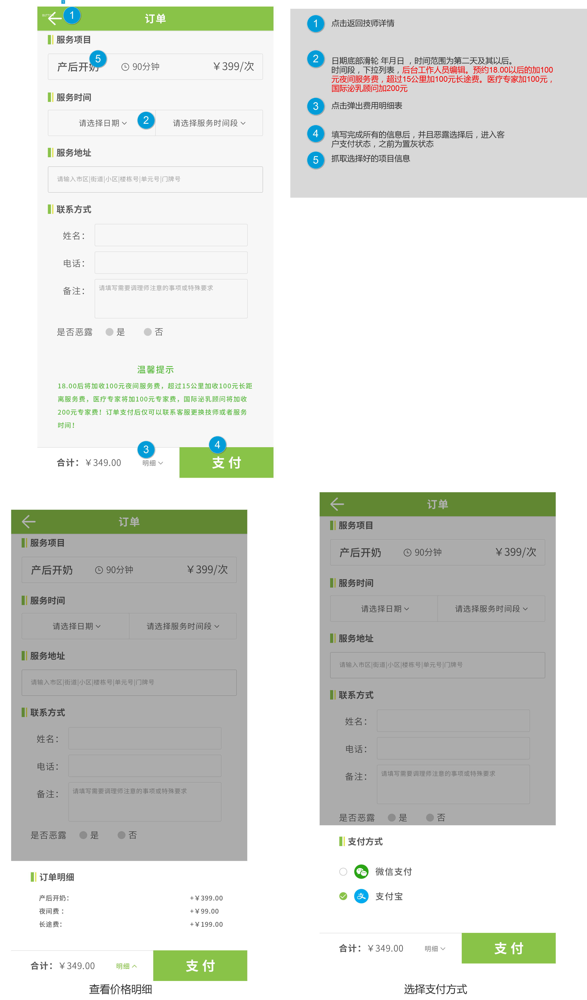 1
BUTTON
1
订单
服务项目
5
产后开奶
90分钟
￥399/次
服务时间
请选择日期
2
请选择服务时间段
服务地址
请输入市区|街道|小区|楼栋号|单元号|门牌号
联系方式
姓名：
电话：
备注：
请填写需要调理师注意的事项或特殊要求
是否恶露
是
否
温馨提示
18.00后将加收100元夜间服务费，超过15公里加收100元长距
离服务费，医疗专家将加100元专家费，国际泌乳顾问将加收
200元专家费！订单支付后仅可以联系客服更换技师或者服务
时间！
合计：￥349.00
3
明细
4
支付
1
点击返回技师详情
2
日期底部滑轮 年月日 ，时间范围为第二天及其以后。
时间段，下拉列表，后台工作人员编辑。预约18.00以后的加100
元夜间服务费，超过15公里加100元长途费。医疗专家加100元，
国际泌乳顾问加200元
3
点击弹出费用明细表
4
填写完成所有的信息后，并且恶露选择后，进入客
户支付状态，之前为置灰状态
5
抓取选择好的项目信息
订单
服务项目
产后开奶
90分钟
￥399/次
服务时间
请选择日期
请选择服务时间段
服务地址
请输入市区|街道|小区|楼栋号|单元号|门牌号
联系方式
姓名：
电话：
备注：
请填写需要调理师注意的事项或特殊要求
是否恶露
是
否
订单明细
产后开奶：
+￥399.00
夜间费：
+￥99.00
长途费：
+￥199.00
合计：￥349.00
明细
支付
查看价格明细
订单
服务项目
产后开奶
90分钟
￥399/次
服务时间
请选择日期
请选择服务时间段
服务地址
请输入市区|街道|小区|楼栋号|单元号|门牌号
联系方式
姓名：
电话：
备注：
请填写需要调理师注意的事项或特殊要求
是否恶露
是
否
支付方式
微信支付
支
支付宝
合计：￥349.00
明细
支付
选择支付方式